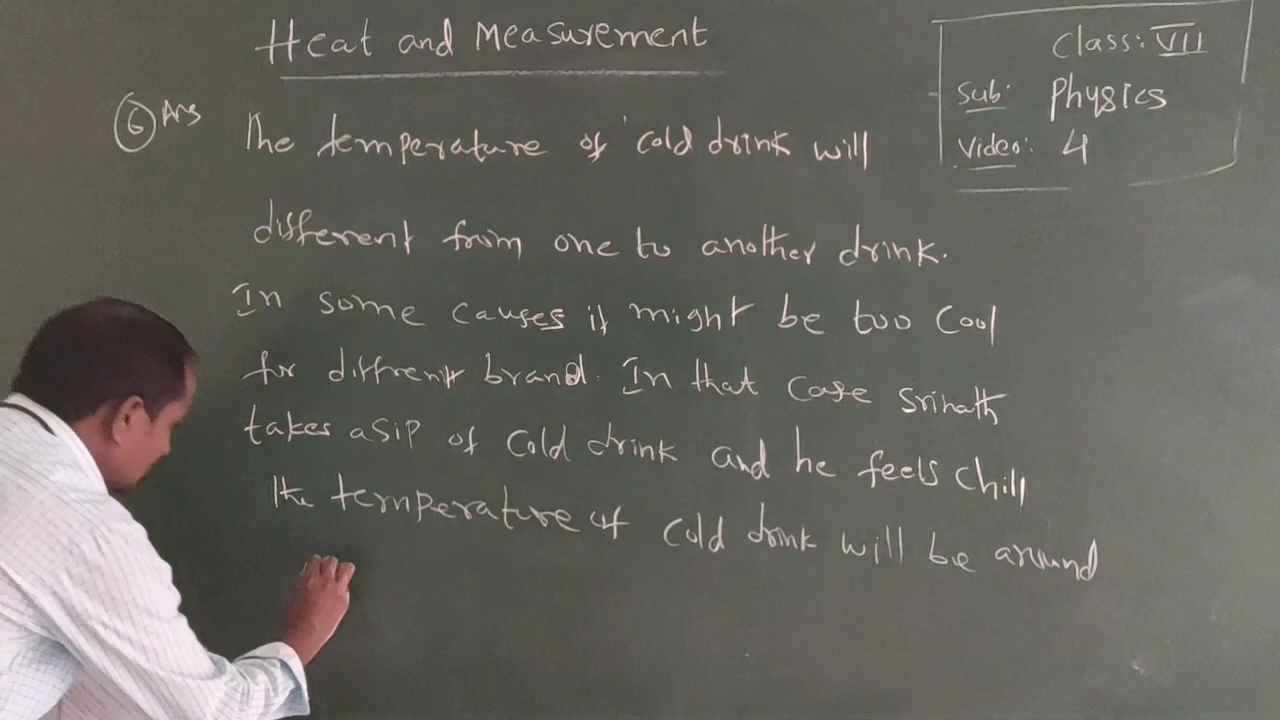 Heat and Measurement
Class: VII
Sub: Physics
Video: 4
6 Ans The temperature of cold drink will
different from one to another drink.
In some causes it might be too cool
for diffrent brand. In that case Srinath
takes a sip of cold drink and he feels chill
The temperature of cold drink will be around